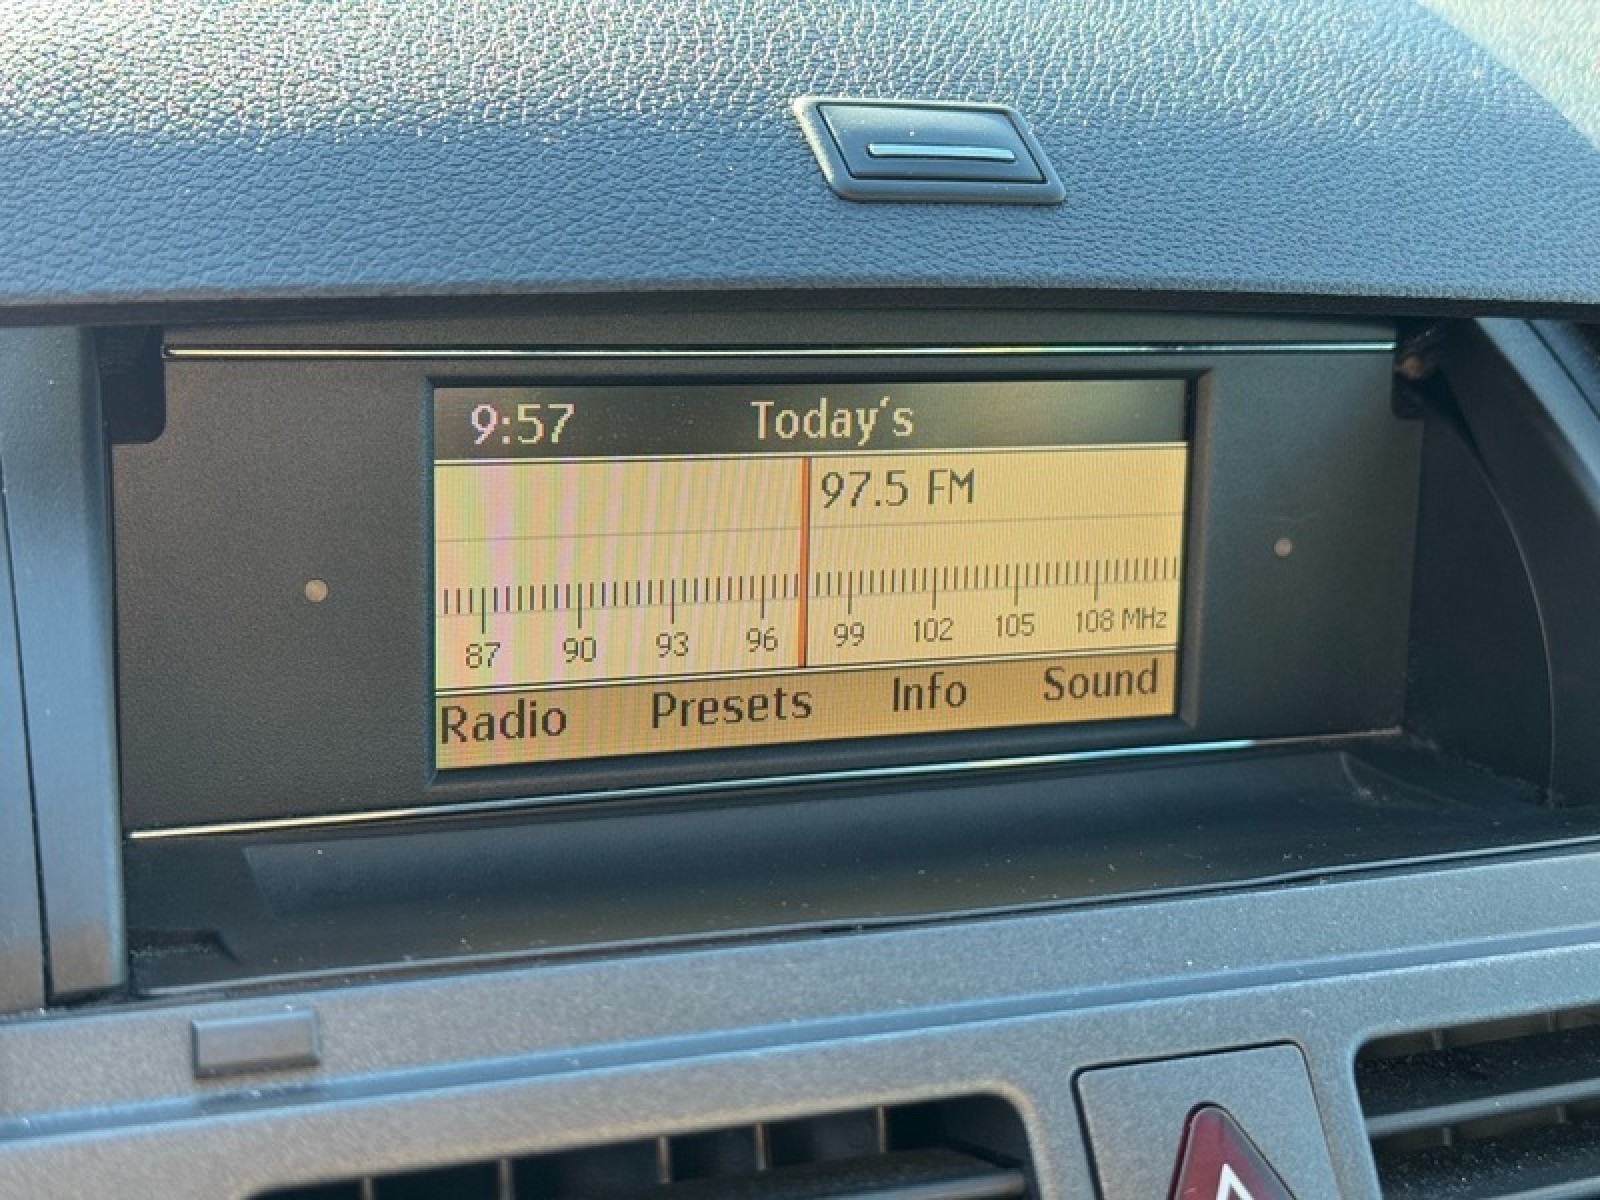 9:57 Today's
97.5 FM
87 90 93 96 99 102 105 108 MHz
Radio Presets Info Sound